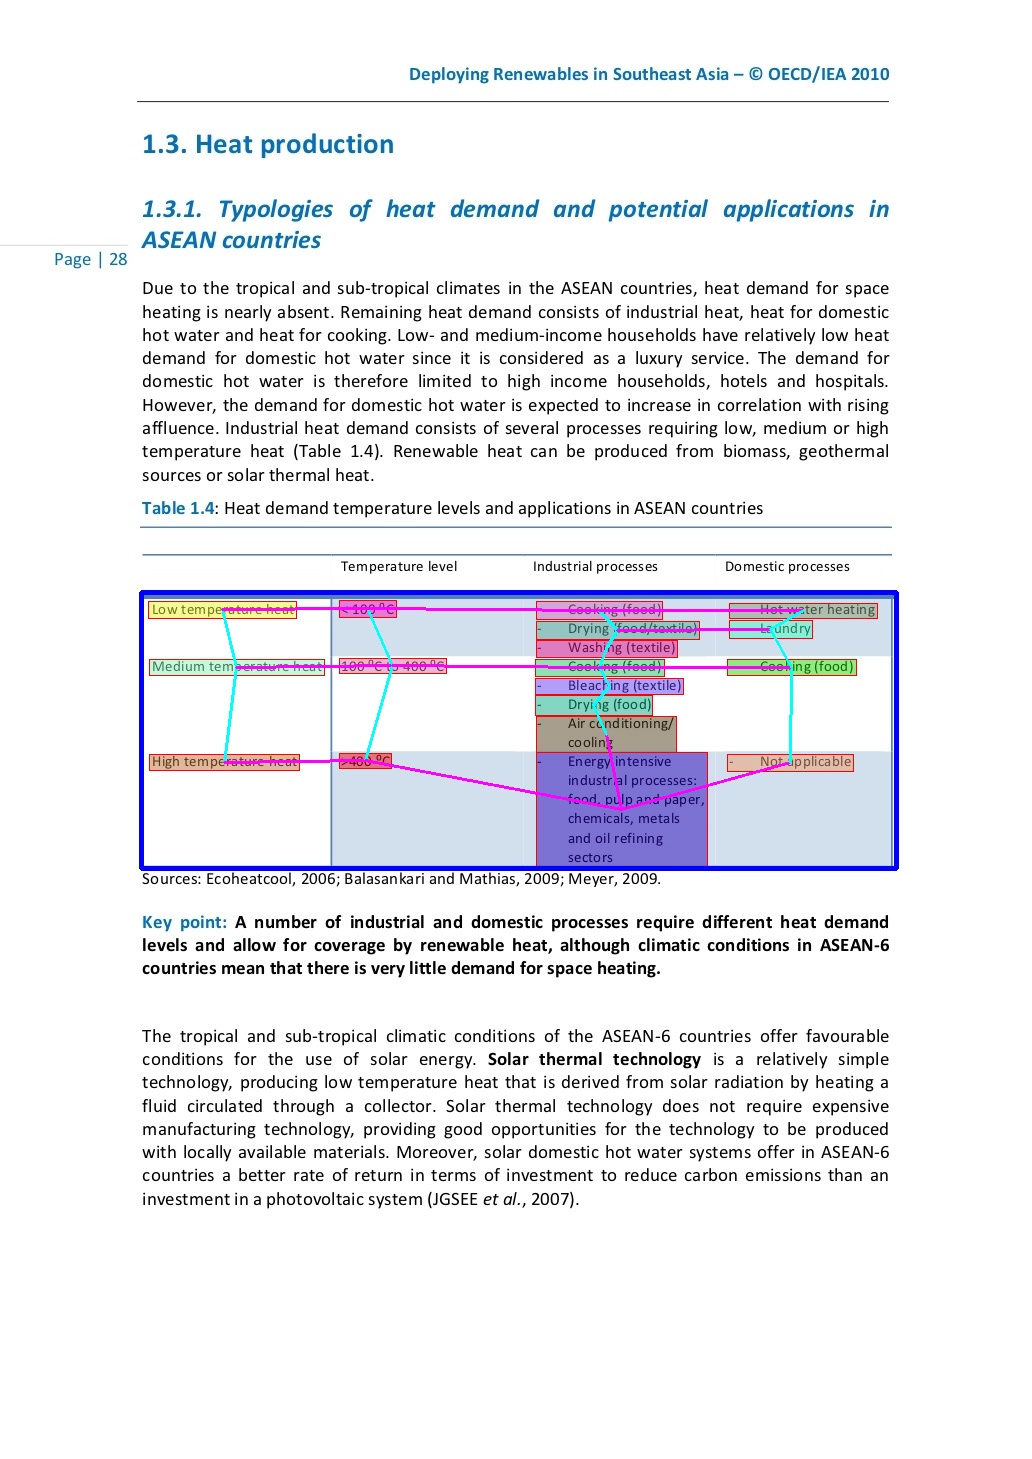 Deploying Renewables in Southeast Asia – © OECD/IEA 2010
1.3. Heat production
1.3.1. Typologies of heat demand and potential applications in
ASEAN countries
Page | 28
Due to the tropical and sub-tropical climates in the ASEAN countries, heat demand for space
heating is nearly absent. Remaining heat demand consists of industrial heat, heat for domestic
hot water and heat for cooking. Low- and medium-income households have relatively low heat
demand for domestic hot water since it is considered as a luxury service. The demand for
domestic hot water is therefore limited to high income households, hotels and hospitals.
However, the demand for domestic hot water is expected to increase in correlation with rising
affluence. Industrial heat demand consists of several processes requiring low, medium or high
temperature heat (Table 1.4). Renewable heat can be produced from biomass, geothermal
sources or solar thermal heat.
Table 1.4: Heat demand temperature levels and applications in ASEAN countries
Temperature level Industrial processes Domestic processes
Low temperature heat < 100 °C - Cooking (food) - Hot water heating
- Drying (food/textile) - Laundry
- Washing (textile)
Medium temperature heat 100 °C to 400 °C - Cooking (food) - Cooking (food)
- Bleaching (textile)
- Drying (food)
- Air conditioning/
cooling
High temperature heat >400 °C - Energy intensive - Not applicable
industrial processes:
food, pulp and paper,
chemicals, metals
and oil refining
sectors
Sources: Ecoheatcool, 2006; Balasankari and Mathias, 2009; Meyer, 2009.
Key point: A number of industrial and domestic processes require different heat demand
levels and allow for coverage by renewable heat, although climatic conditions in ASEAN-6
countries mean that there is very little demand for space heating.
The tropical and sub-tropical climatic conditions of the ASEAN-6 countries offer favourable
conditions for the use of solar energy. Solar thermal technology is a relatively simple
technology, producing low temperature heat that is derived from solar radiation by heating a
fluid circulated through a collector. Solar thermal technology does not require expensive
manufacturing technology, providing good opportunities for the technology to be produced
with locally available materials. Moreover, solar domestic hot water systems offer in ASEAN-6
countries a better rate of return in terms of investment to reduce carbon emissions than an
investment in a photovoltaic system (JGSEE et al., 2007).